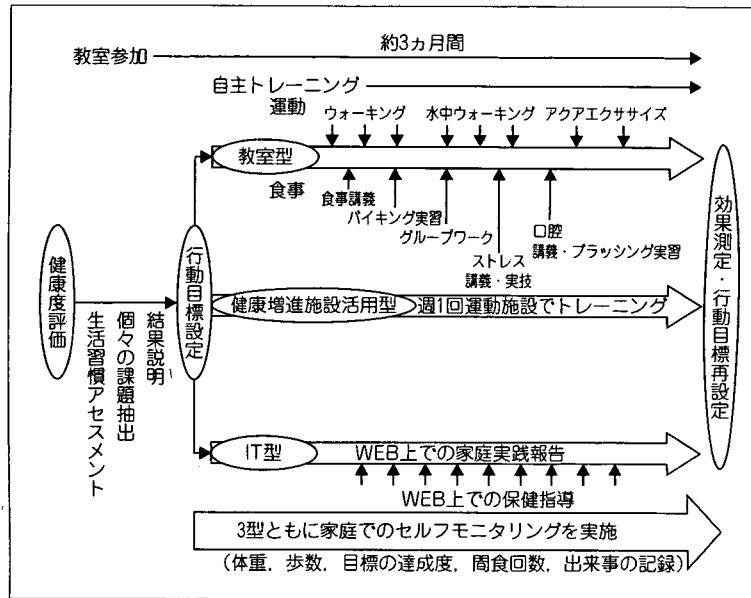 約3ヵ月間
教室参加
自主トレーニング
運動
ウォーキング
水中ウォーキング
アクアエクササイズ
教室型
食事
食事講義
バイキング実習
グループワーク
ストレス
講義・実技
口腔
講義・ブラッシング実習
健康度評価
結果説明
個々の課題抽出
生活習慣アセスメント
行動目標設定
健康増進施設活用型
週1回運動施設でトレーニング
効果測定・行動目標再設定
IT型
WEB上での家庭実践報告
WEB上での保健指導
3型ともに家庭でのセルフモニタリングを実施
(体重，歩数，目標の達成度，間食回数，出来事の記録)